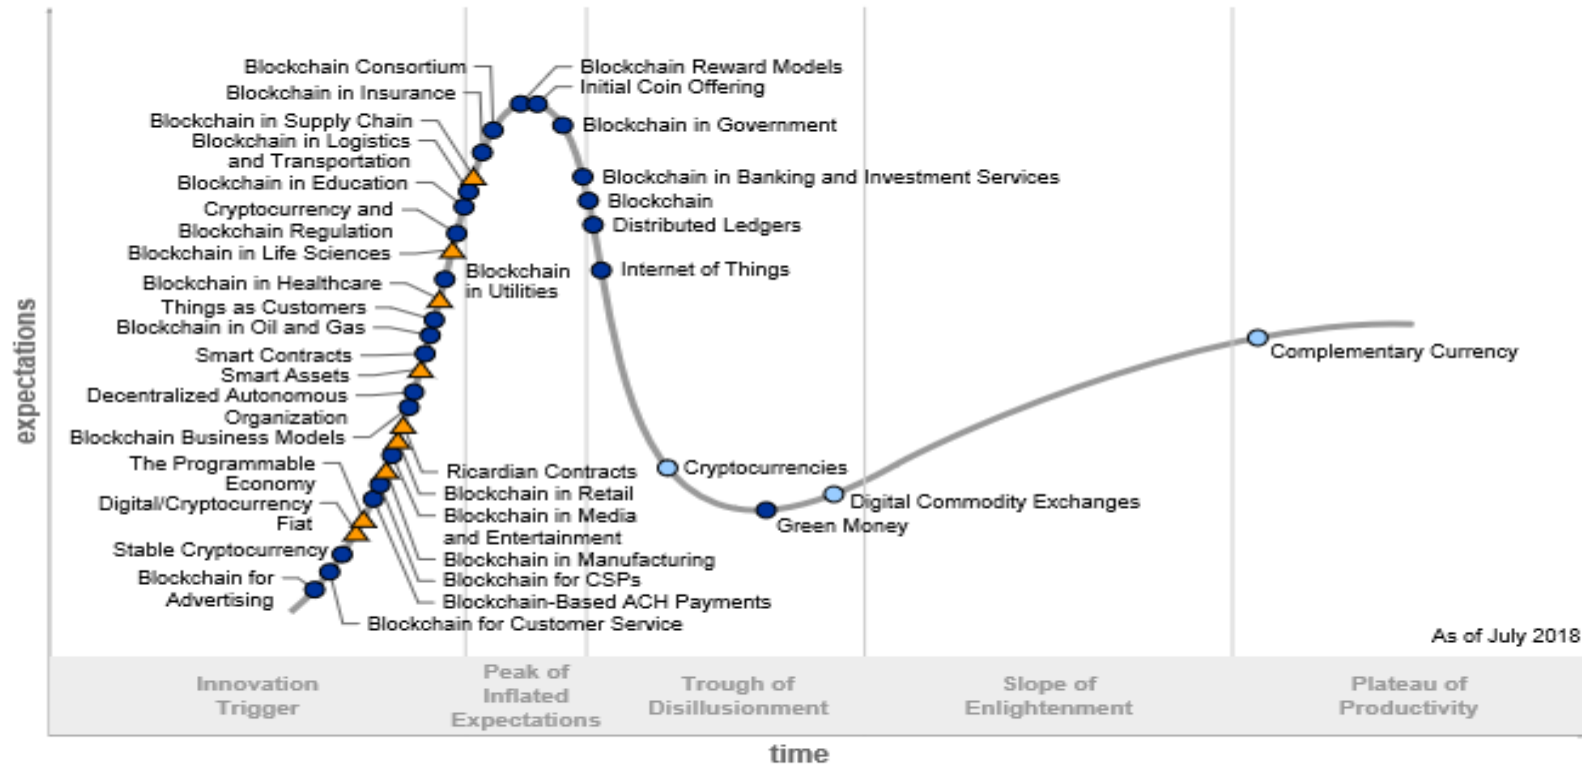 Blockchain Consortium
Blockchain in Insurance
Blockchain in Supply Chain
Blockchain in Logistics
and Transportation
Blockchain in Education
Cryptocurrency and
Blockchain Regulation
Blockchain in Life Sciences
Blockchain in Healthcare
Things as Customers
Blockchain in Oil and Gas
Smart Contracts
Smart Assets
Decentralized Autonomous
Organization
Blockchain Business Models
The Programmable
Economy
Digital/Cryptocurrency
Fiat
Stable Cryptocurrency
Blockchain for
Advertising
Blockchain Reward Models
Initial Coin Offering
Blockchain in Government
Blockchain in Banking and Investment Services
Blockchain
Distributed Ledgers
Internet of Things
Blockchain
in Utilities
Ricardian Contracts
Blockchain in Retail
Blockchain in Media
and Entertainment
Blockchain in Manufacturing
Blockchain for CSPs
Blockchain-Based ACH Payments
Blockchain for Customer Service
Cryptocurrencies
Digital Commodity Exchanges
Green Money
Complementary Currency
As of July 2018
expectations
Innovation
Trigger
Peak of
Inflated
Expectations
Trough of
Disillusionment
Slope of
Enlightenment
Plateau of
Productivity
time